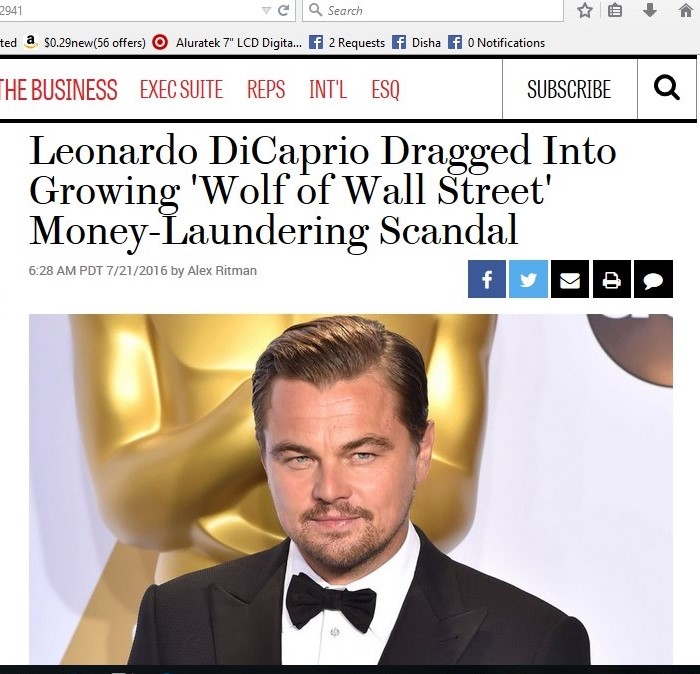 2941
Search
ted $0.29new(56 offers) Aluratek 7" LCD Digita... 2 Requests Disha 0 Notifications
THE BUSINESS EXEC SUITE REPS INT'L ESQ SUBSCRIBE
Leonardo DiCaprio Dragged Into
Growing 'Wolf of Wall Street'
Money-Laundering Scandal
6:28 AM PDT 7/21/2016 by Alex Ritman